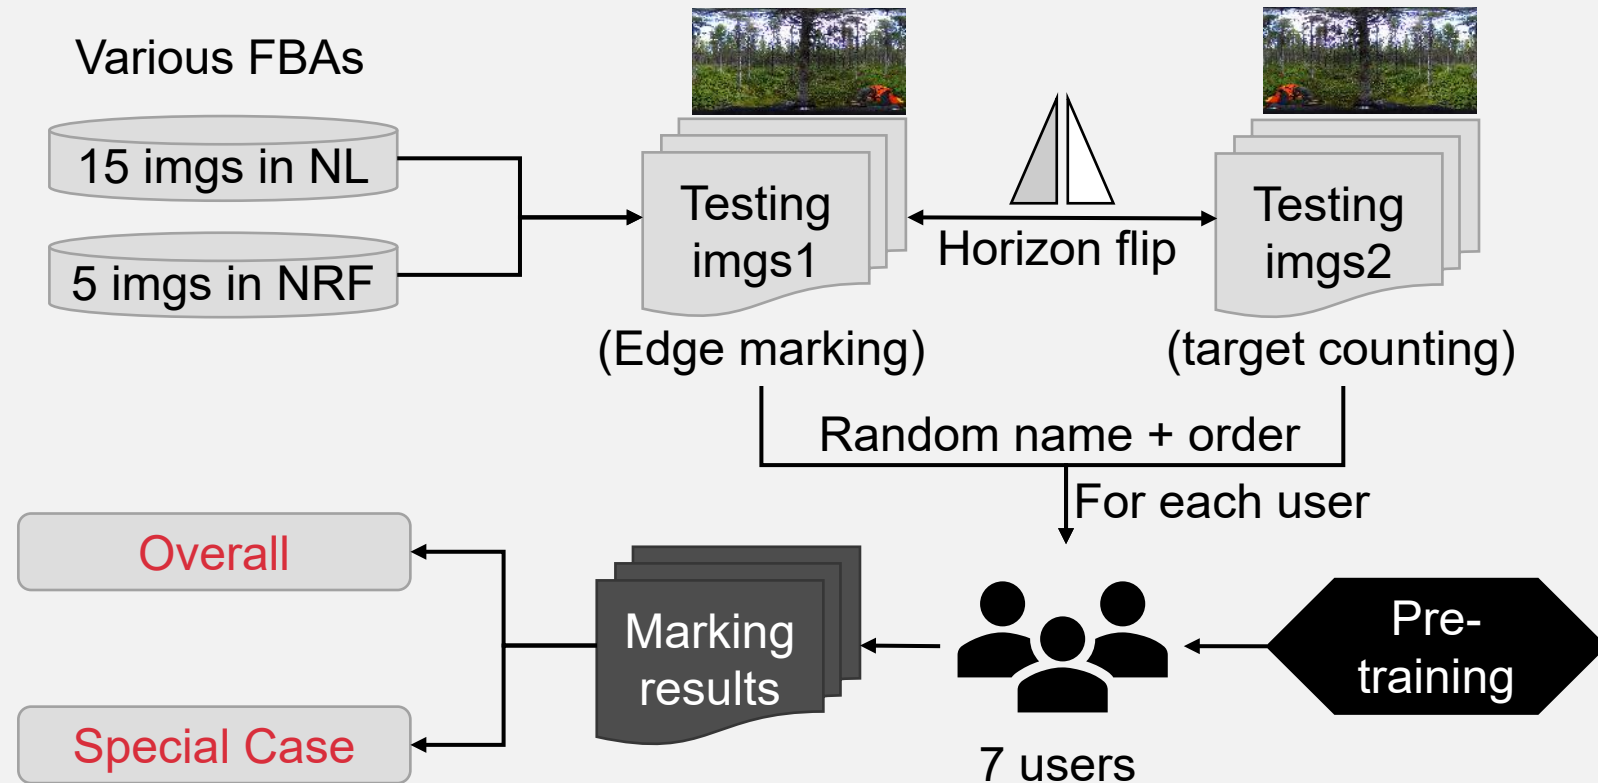 Various FBAs
15 imgs in NL
5 imgs in NRF
Testing
imgs1
(Edge marking)
Horizon flip
Testing
imgs2
(target counting)
Random name + order
For each user
Overall
Special Case
Marking
results
7 users
Pre-
training